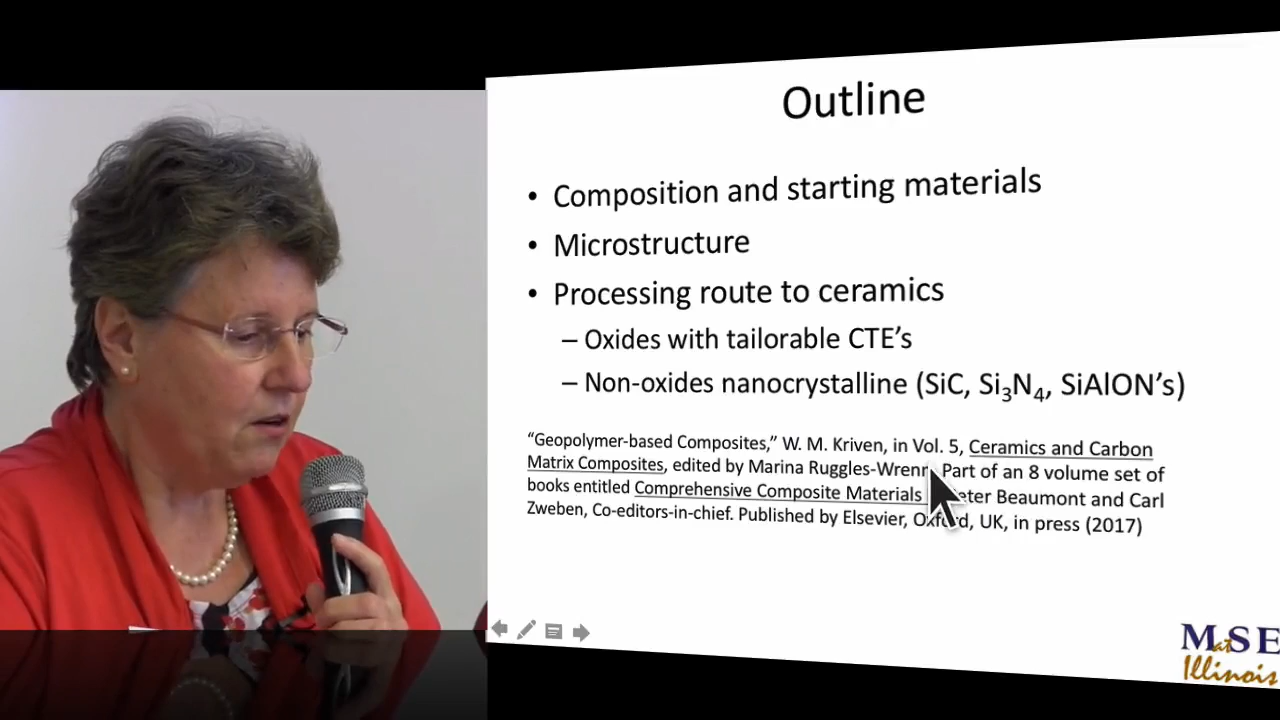 Outline
• Composition and starting materials
• Microstructure
• Processing route to ceramics
– Oxides with tailorable CTE's
– Non-oxides nanocrystalline (SiC, Si₃N₄, SiAlON's)
“Geopolymer-based Composites,” W. M. Kriven, in Vol. 5, Ceramics and Carbon
Matrix Composites, edited by Marina Ruggles-Wrenn. Part of an 8 volume set of
books entitled Comprehensive Composite Materials Beaumont and Carl
Zweben, Co-editors-in-chief. Published by Elsevier, Oxford, UK, in press (2017)
MatSE
Illinois